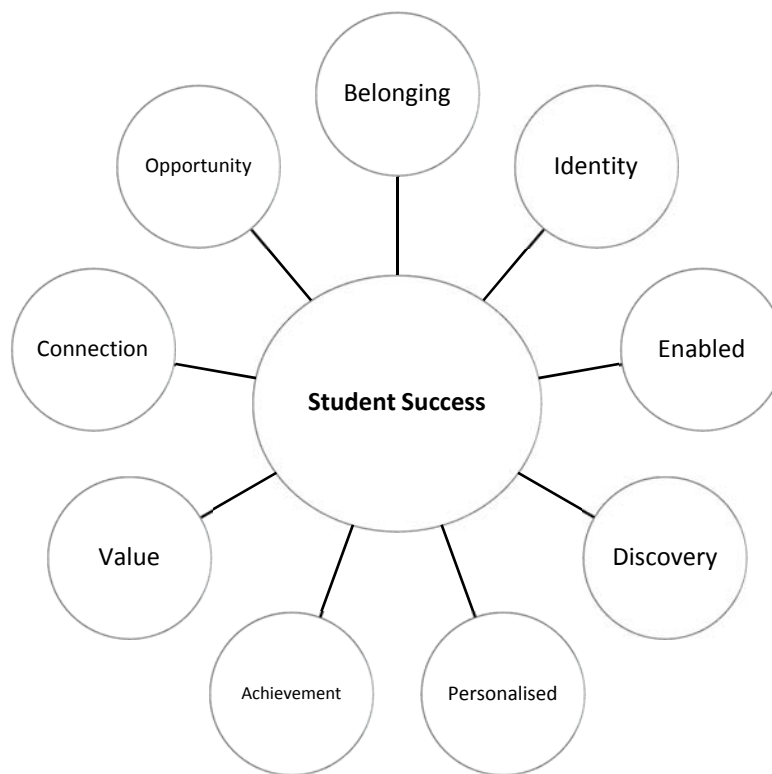 Belonging
Opportunity
Identity
Connection
Enabled
Student Success
Value
Discovery
Achievement
Personalised